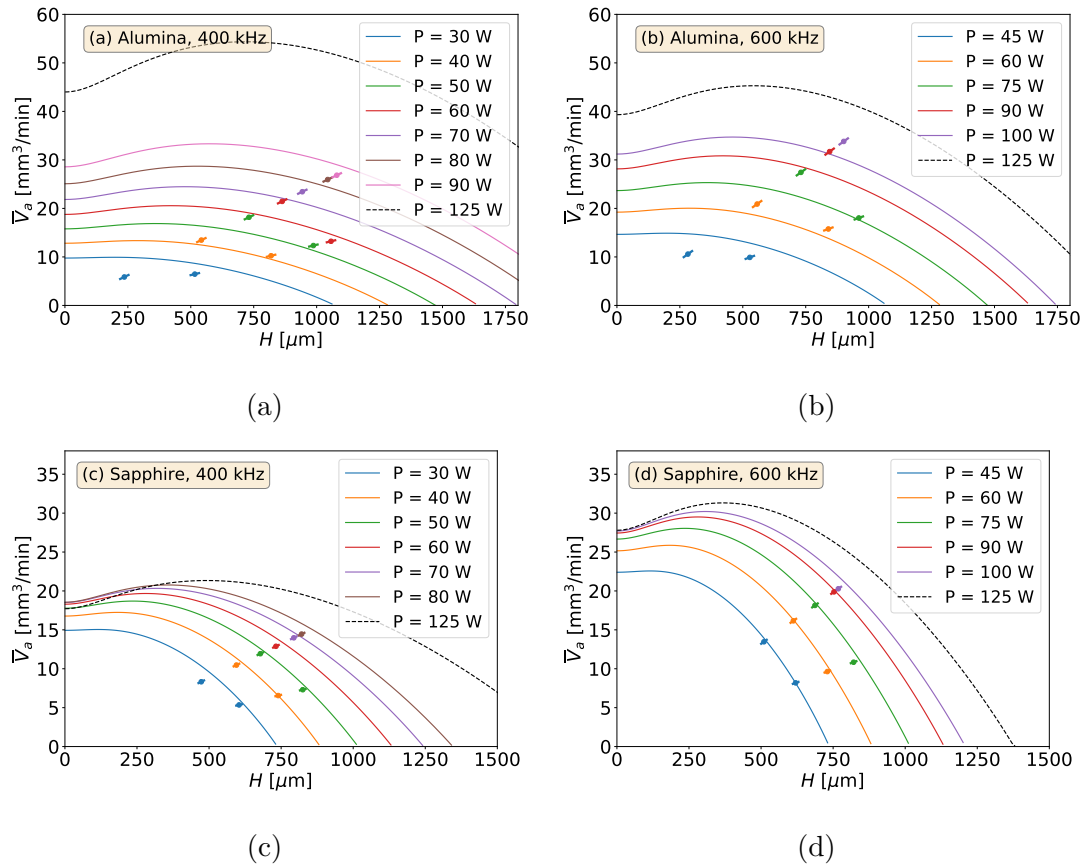 (a) Alumina, 400 kHz
P = 30 W
P = 40 W
P = 50 W
P = 60 W
P = 70 W
P = 80 W
P = 90 W
P = 125 W
60
50
40
30
20
10
0
V̅ₐ [mm³/min]
0 250 500 750 1000 1250 1500 1750
H [μm]
(a)
(b) Alumina, 600 kHz
P = 45 W
P = 60 W
P = 75 W
P = 90 W
P = 100 W
P = 125 W
60
50
40
30
20
10
0
V̅ₐ [mm³/min]
0 250 500 750 1000 1250 1500 1750
H [μm]
(b)
(c) Sapphire, 400 kHz
P = 30 W
P = 40 W
P = 50 W
P = 60 W
P = 70 W
P = 80 W
P = 125 W
35
30
25
20
15
10
5
0
V̅ₐ [mm³/min]
0 250 500 750 1000 1250 1500
H [μm]
(c)
(d) Sapphire, 600 kHz
P = 45 W
P = 60 W
P = 75 W
P = 90 W
P = 100 W
P = 125 W
35
30
25
20
15
10
5
0
V̅ₐ [mm³/min]
0 250 500 750 1000 1250 1500
H [μm]
(d)